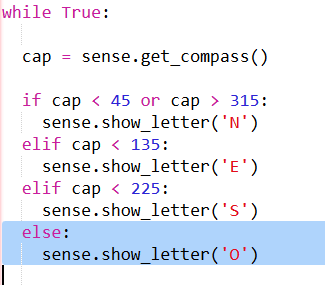 while True:
cap = sense.get_compass()
if cap < 45 or cap > 315:
sense.show_letter('N')
elif cap < 135:
sense.show_letter('E')
elif cap < 225:
sense.show_letter('S')
else:
sense.show_letter('O')